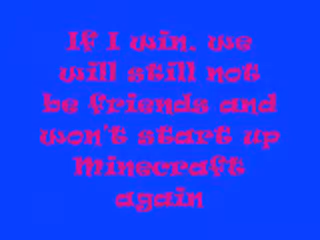 If I win, we
will still not
be friends and
won't start up
Minecraft
again